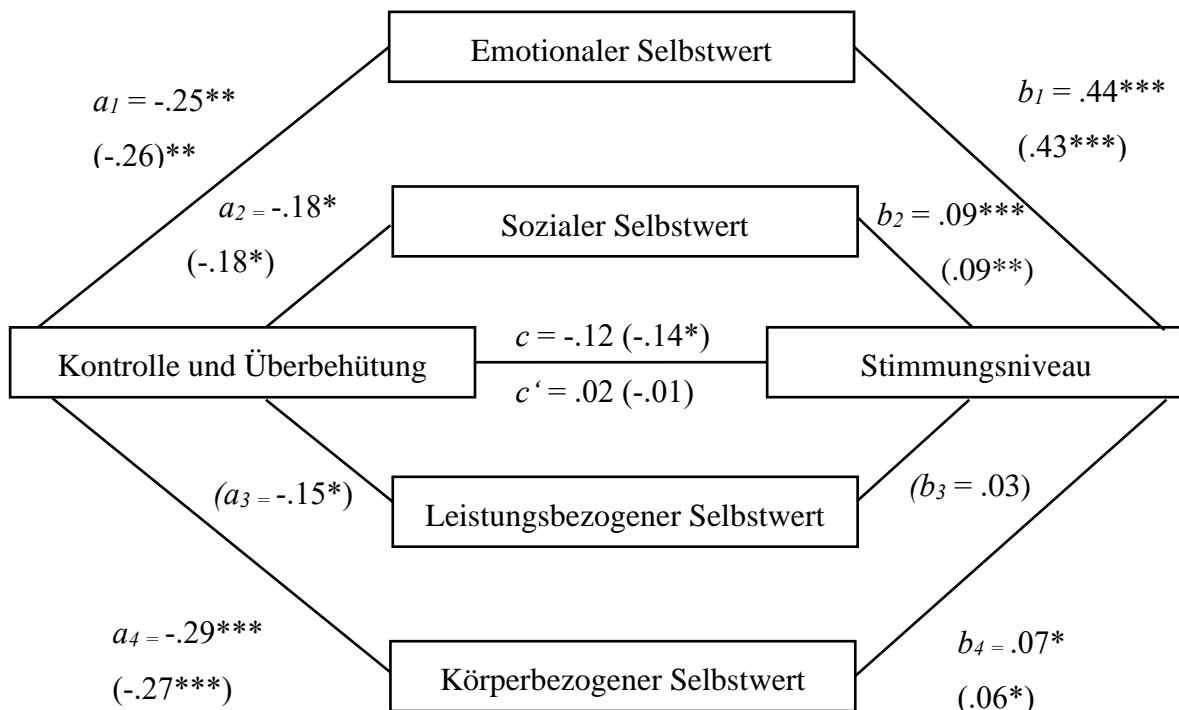 Emotionaler Selbstwert
a1 = -.25**
(-.26)**
b1 = .44***
(.43***)
a2 = -.18*
(-.18*)
Sozialer Selbstwert
b2 = .09***
(.09**)
Kontrolle und Überbehütung
c = -.12 (-.14*)
c‘ = .02 (-.01)
Stimmungsniveau
(a3 = -.15*)
Leistungsbezogener Selbstwert
(b3 = .03)
a4 = -.29***
(-.27***)
Körperbezogener Selbstwert
b4 = .07*
(.06*)